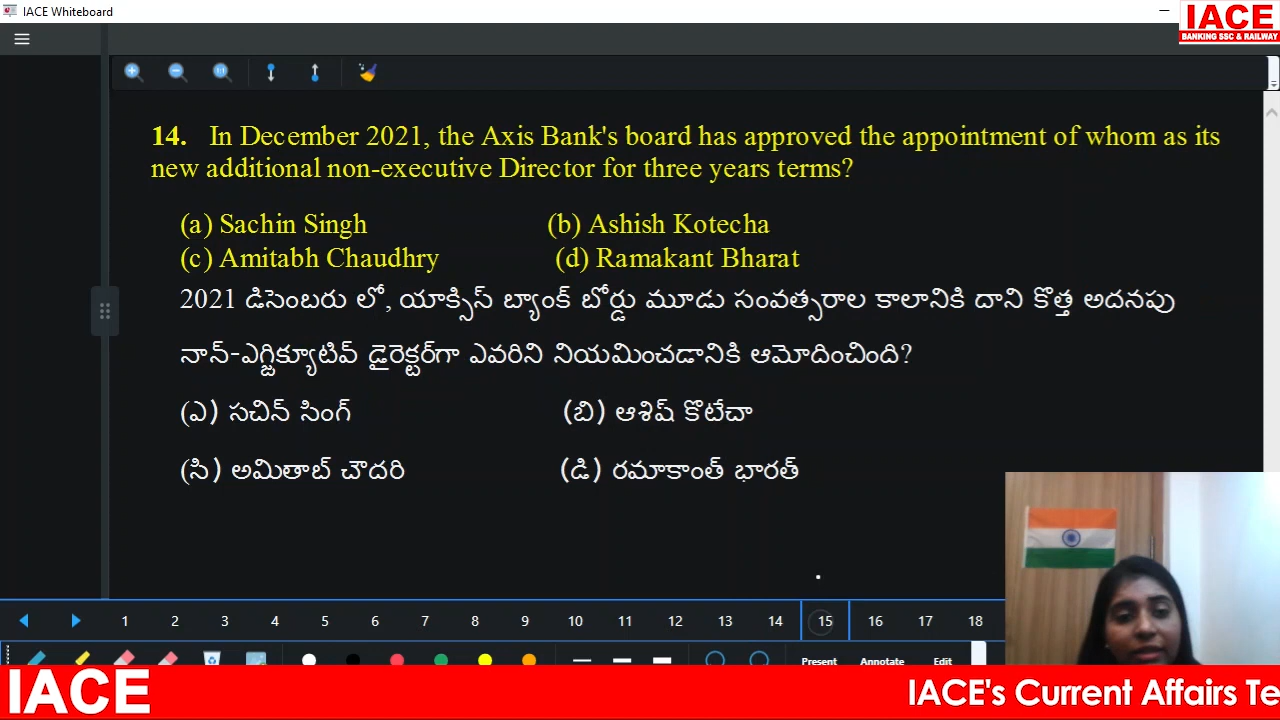 IACE Whiteboard
IACE
BANKING SSC & RAILWAY
14. In December 2021, the Axis Bank's board has approved the appointment of whom as its
new additional non-executive Director for three years terms?
(a) Sachin Singh (b) Ashish Kotecha
(c) Amitabh Chaudhry (d) Ramakant Bharat
2021 డిసెంబరు లో, యాక్సిస్ బ్యాంక్ బోర్డు మూడు సంవత్సరాల కాలానికి దాని కొత్త అదనపు
నాన్-ఎగ్జిక్యూటివ్ డైరెక్టర్‌గా ఎవరిని నియమించడానికి ఆమోదించింది?
(ఎ) సచిన్ సింగ్ (బి) ఆశిష్ కొటేచా
(సి) అమితాబ్ చౌదరి (డి) రమాకాంత్ భారత్
1 2 3 4 5 6 7 8 9 10 11 12 13 14 15 16 17 18
Present Annotate Edit
IACE IACE's Current Affairs Te